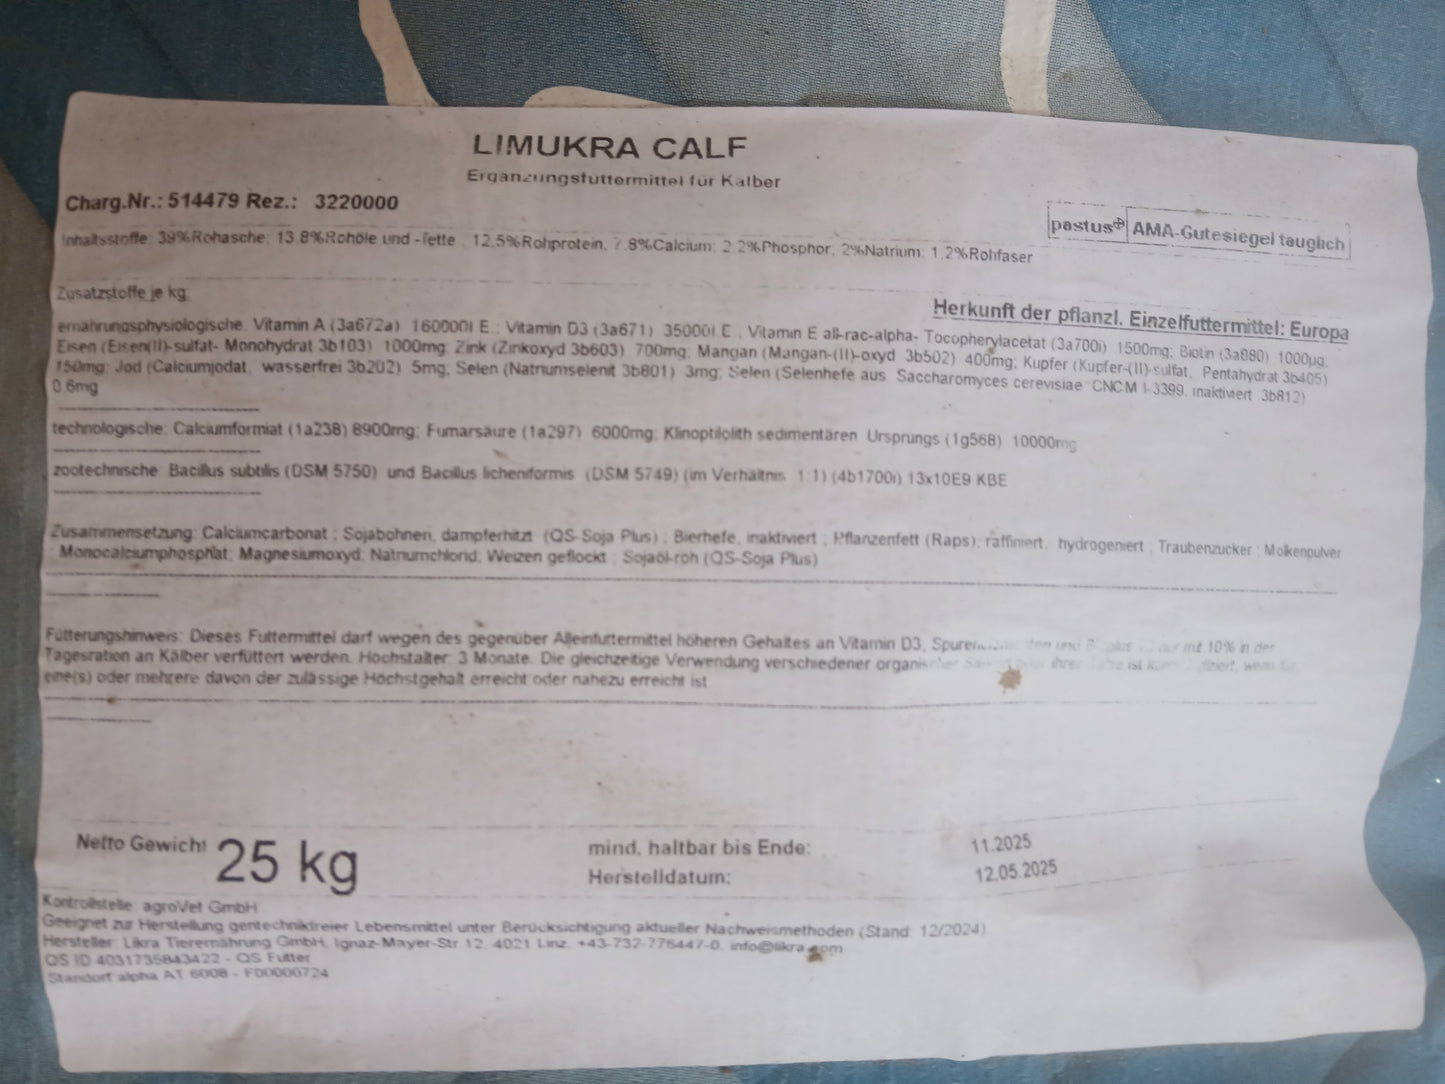 LIMUKRA CALF
Ergänzungsfuttermittel für Kälber
Charg.Nr.: 514479 Rez.: 3220000
pastus+ AMA-Gutesiegel tauglich
Inhaltsstoffe: 39%Rohasche; 13,8%Rohöle und -fette , 12,5%Rohprotein, 7,8%Calcium; 2,2%Phosphor; 2%Natrium; 1,2%Rohfaser
Zusatzstoffe je kg:
Herkunft der pflanzl. Einzelfuttermittel: Europa
ernährungsphysiologische: Vitamin A (3a672a) 160000I.E.; Vitamin D3 (3a671) 35000I.E.; Vitamin E all-rac-alpha- Tocopherylacetat (3a700i) 1500mg; Biotin (3a880) 1000µg;
Eisen (Eisen(II)-sulfat- Monohydrat 3b103) 1000mg; Zink (Zinkoxyd 3b603) 700mg; Mangan (Mangan-(II)-oxyd 3b502) 400mg; Kupfer (Kupfer-(II)-sulfat, Pentahydrat 3b405)
150mg; Jod (Calciumjodat, wasserfrei 3b202) 5mg; Selen (Natriumselenit 3b801) 3mg; Selen (Selenhefe aus Saccharomyces cerevisiae CNCM I-3399, inaktiviert 3b812)
0,6mg
technologische: Calciumformiat (1a238) 8900mg; Fumarsäure (1a297) 6000mg; Klinoptilolith sedimentären Ursprungs (1g568) 10000mg
zootechnische: Bacillus subtilis (DSM 5750) und Bacillus licheniformis (DSM 5749) (im Verhältnis 1:1) (4b1700i) 13x10E9 KBE
Zusammensetzung: Calciumcarbonat ; Sojabohnen, dampferhitzt (QS-Soja Plus) ; Bierhefe, inaktiviert ; Pflanzenfett (Raps), raffiniert, hydrogeniert ; Traubenzucker ; Molkenpulver
; Monocalciumphosphat; Magnesiumoxyd; Natriumchlorid; Weizen geflockt ; Sojaöl-roh (QS-Soja Plus)
Fütterungshinweis: Dieses Futtermittel darf wegen des gegenüber Alleinfuttermittel höheren Gehaltes an Vitamin D3, und nur mit 10% in der
Tagesration an Kälber verfüttert werden. Höchstalter: 3 Monate. Die gleichzeitige Verwendung verschiedener organischer ist
eine(s) oder mehrere davon der zulässige Höchstgehalt erreicht oder nahezu erreicht ist
Netto Gewicht 25 kg
mind. haltbar bis Ende: 11.2025
Herstelldatum: 12.05.2025
Kontrollstelle: agroVet GmbH
Geeignet zur Herstellung gentechnikfreier Lebensmittel unter Berücksichtigung aktueller Nachweismethoden (Stand: 12/2024)
Hersteller: Likra Tierernährung GmbH, Ignaz-Mayer-Str 12, 4021 Linz, +43-732-776447-0, info@likra.com
QS ID 4031735843422 - QS Futter
Standort alpha AT 6008 - F00000724